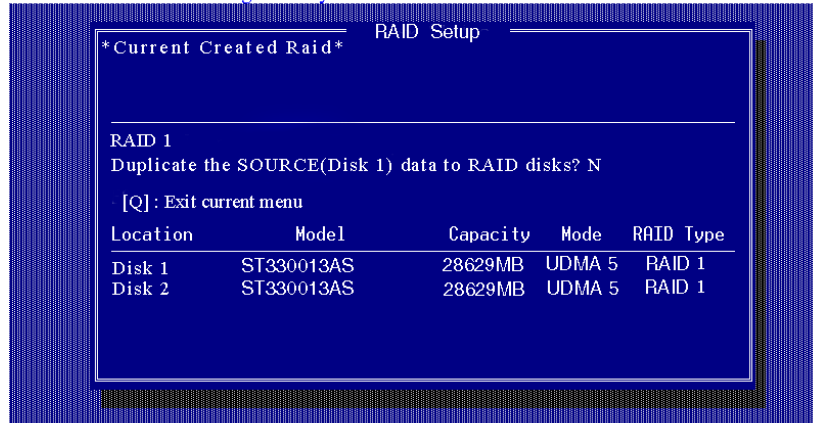 RAID Setup
*Current Created Raid*
RAID 1
Duplicate the SOURCE(Disk 1) data to RAID disks? N
[Q] : Exit current menu
Location Model Capacity Mode RAID Type
Disk 1 ST330013AS 28629MB UDMA 5 RAID 1
Disk 2 ST330013AS 28629MB UDMA 5 RAID 1